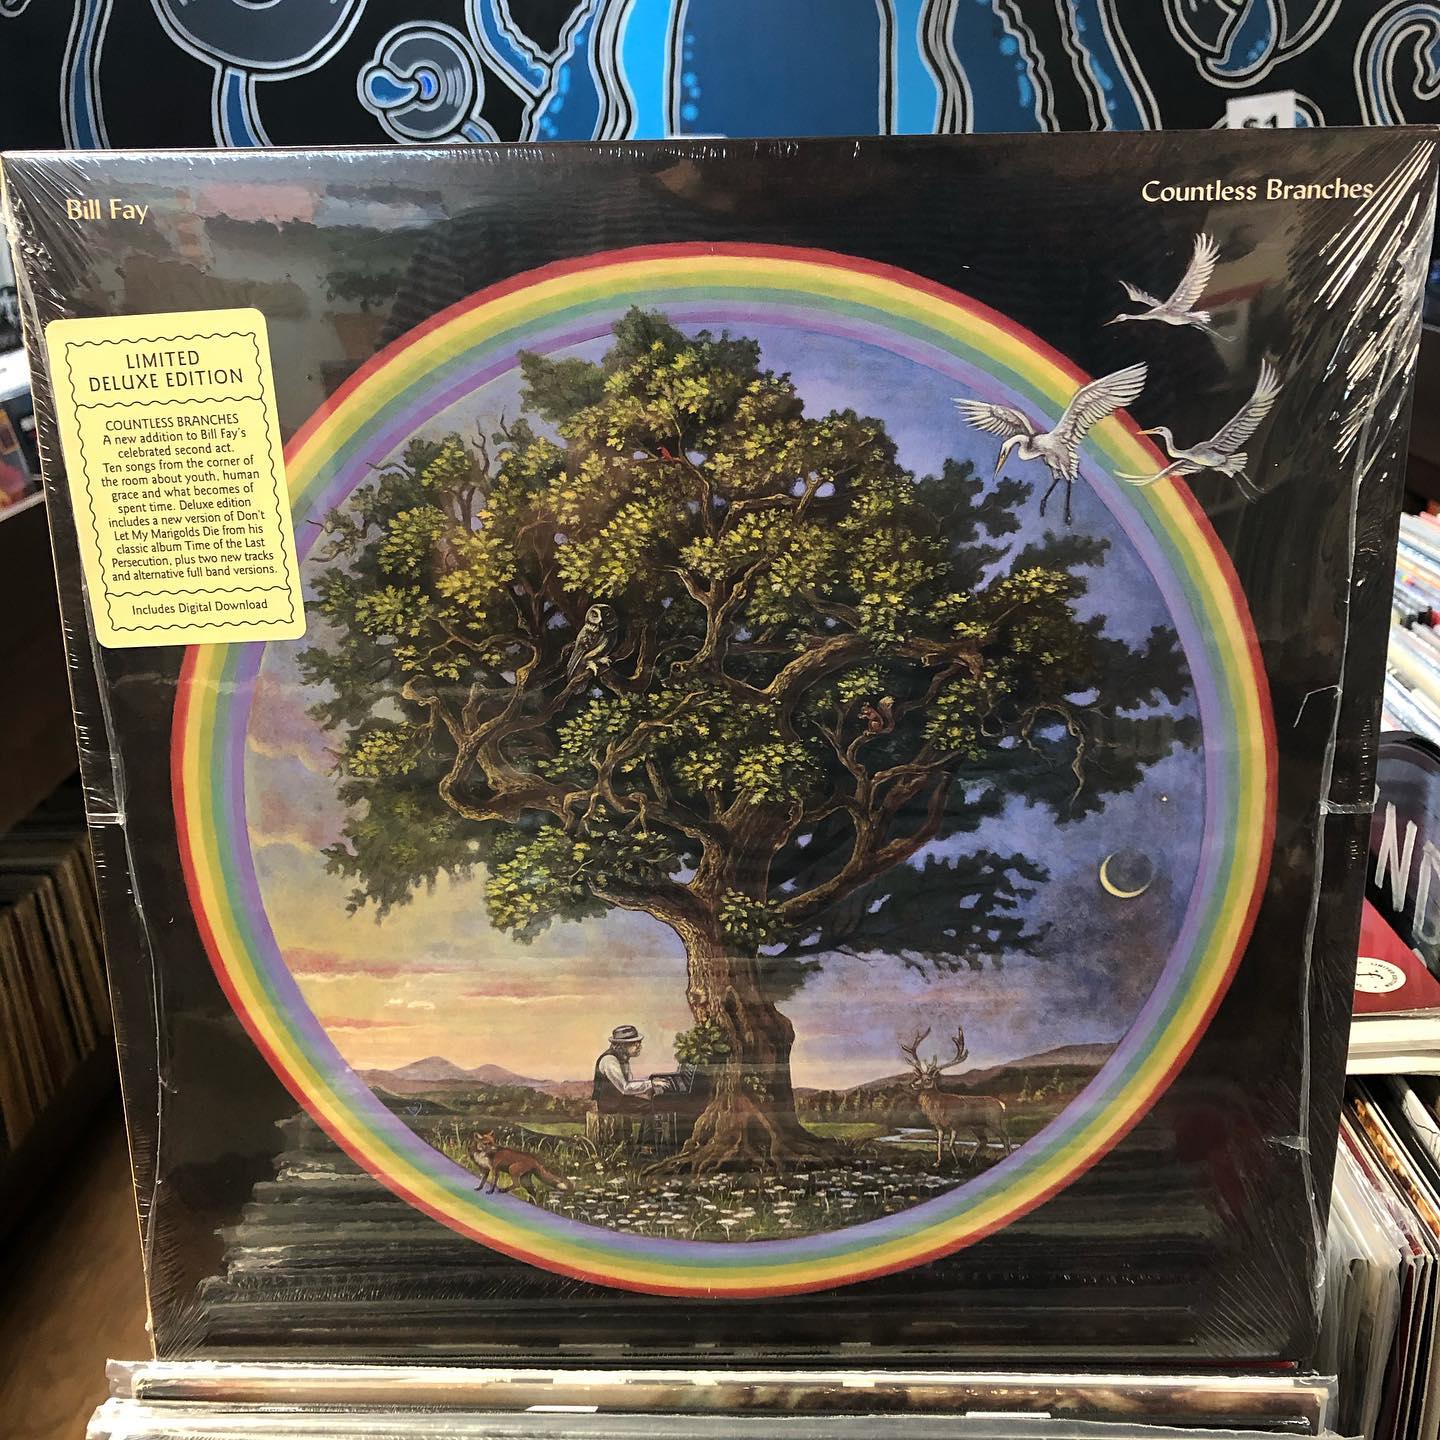 $1
Bill Fay
Countless Branches
LIMITED
DELUXE EDITION
COUNTLESS BRANCHES
A new addition to Bill Fay's
celebrated second act.
Ten songs from the corner of
the room about youth, human
grace and what becomes of
spent time. Deluxe edition
includes a new version of Don't
Let My Marigolds Die from his
classic album Time of the Last
Persecution, plus two new tracks
and alternative full band versions.
Includes Digital Download